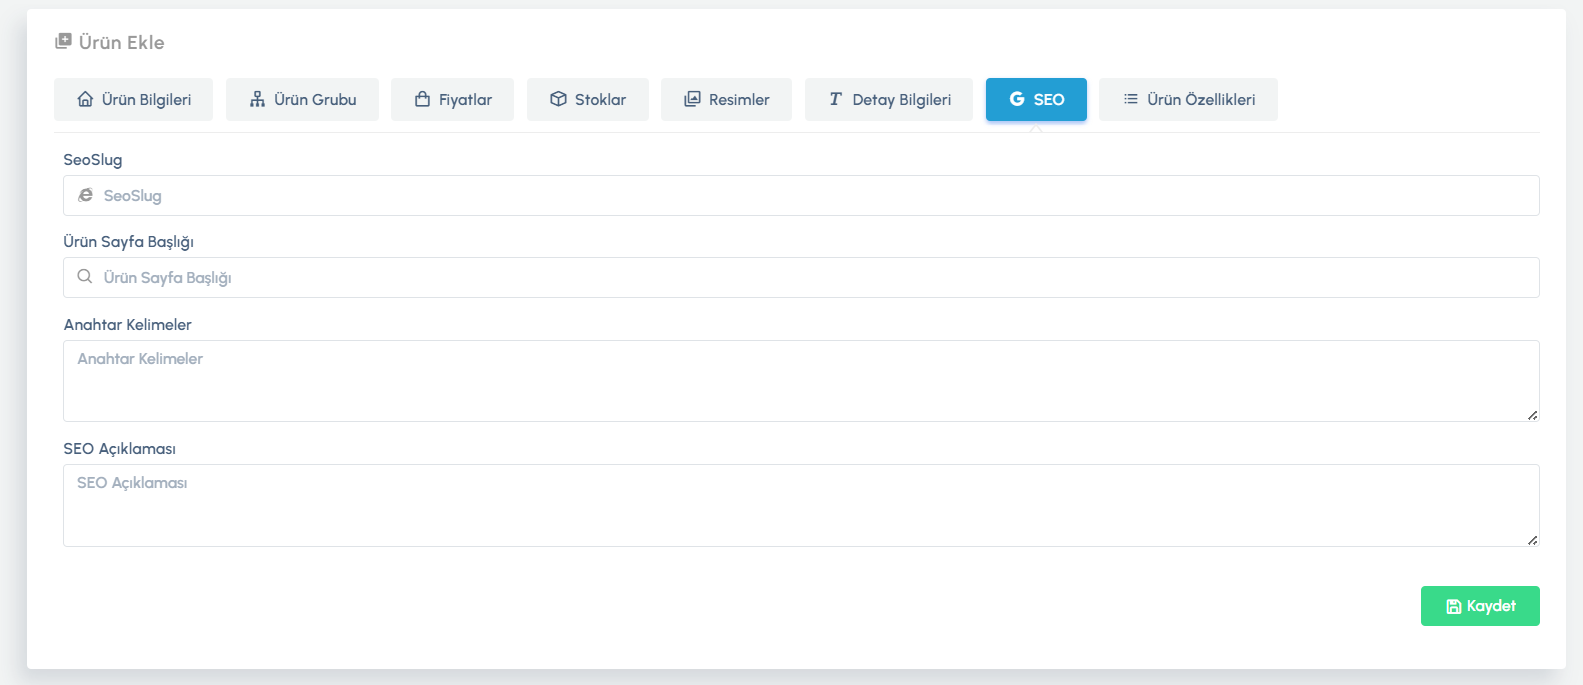 Ürün Ekle
Ürün Bilgileri Ürün Grubu Fiyatlar Stoklar Resimler Detay Bilgileri SEO Ürün Özellikleri
SeoSlug
SeoSlug
Ürün Sayfa Başlığı
Ürün Sayfa Başlığı
Anahtar Kelimeler
Anahtar Kelimeler
SEO Açıklaması
SEO Açıklaması
Kaydet